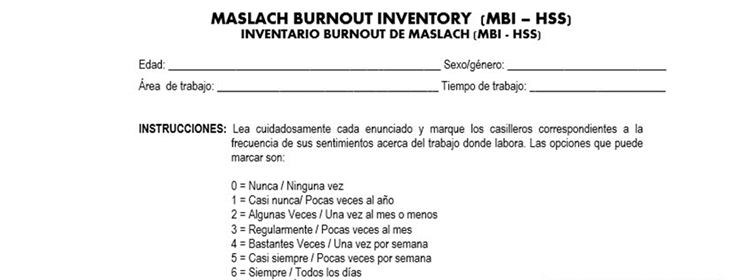 MASLACH BURNOUT INVENTORY (MBI – HSS)
INVENTARIO BURNOUT DE MASLACH (MBI - HSS)
Edad: ______________________________ Sexo/género: __________________
Área de trabajo: ______________________________ Tiempo de trabajo: __________________
INSTRUCCIONES: Lea cuidadosamente cada enunciado y marque los casilleros correspondientes a la
frecuencia de sus sentimientos acerca del trabajo donde labora. Las opciones que puede
marcar son:
0 = Nunca / Ninguna vez
1 = Casi nunca/ Pocas veces al año
2 = Algunas Veces / Una vez al mes o menos
3 = Regularmente / Pocas veces al mes
4 = Bastantes Veces / Una vez por semana
5 = Casi siempre / Pocas veces por semana
6 = Siempre / Todos los días